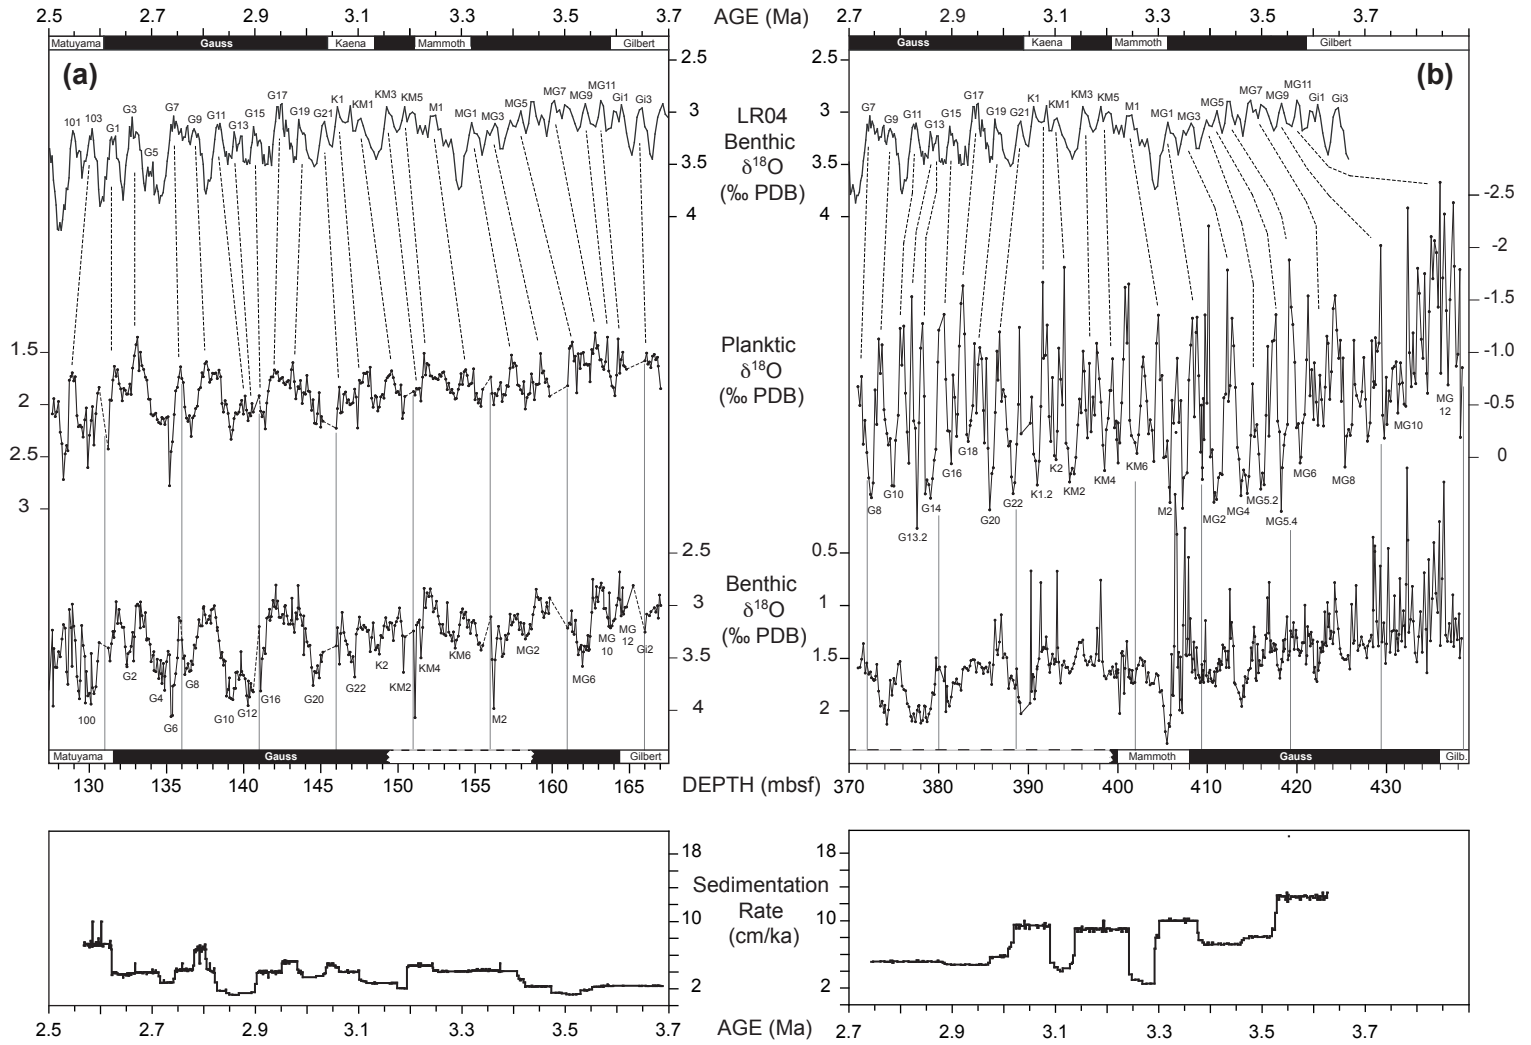 2.5 2.7 2.9 3.1 3.3 3.5 3.7 AGE (Ma) 2.7 2.9 3.1 3.3 3.5 3.7
Matuyama Gauss Kaena Mammoth Gilbert
Gauss Kaena Mammoth Gilbert
(a)
(b)
2.5
3
3.5
4
2.5
3
3.5
4
LR04
Benthic
δ18O
(‰ PDB)
101 103 G1 G3 G5 G7 G9 G11 G13 G15 G17 G19 G21 K1 KM1 KM3 KM5 M1 MG1 MG3 MG5 MG7 MG9 MG11 Gi1 Gi3
G7 G9 G11 G13 G15 G17 G19 G21 K1 KM1 KM3 KM5 M1 MG1 MG3 MG5 MG7 MG9 MG11 Gi1 Gi3
-2.5
-2
-1.5
-1.0
-0.5
0
1.5
2
2.5
3
Planktic
δ18O
(‰ PDB)
G8 G10 G13.2 G14 G16 G18 G20 G22 K1.2 K2 KM2 KM4 KM6 M2 MG2 MG4 MG5.2 MG5.4 MG6 MG8 MG10
MG
12
2.5
3
3.5
4
0.5
1
1.5
2
Benthic
δ18O
(‰ PDB)
100 G2 G4 G6 G8 G10 G12 G16 G20 G22 K2 KM2 KM4 KM6 M2 MG2 MG6
MG
10
MG
12
Gi2
Matuyama Gauss Gilbert
Mammoth Gauss Gilb.
130 135 140 145 150 155 160 165 DEPTH (mbsf) 370 380 390 400 410 420 430
18
10
2
Sedimentation
Rate
(cm/ka)
18
10
2
2.5 2.7 2.9 3.1 3.3 3.5 3.7 AGE (Ma) 2.7 2.9 3.1 3.3 3.5 3.7